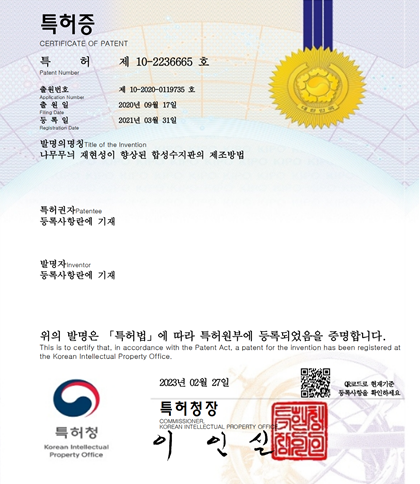 특허증
CERTIFICATE OF PATENT
특 허 제 10-2236665 호
Patent Number
출원번호 제 10-2020-0119735 호
Application Number
출 원 일 2020년 09월 17일
Filing Date
등 록 일 2021년 03월 31일
Registration Date
발명의명칭 Title of the Invention
나무무늬 재현성이 향상된 합성수지관의 제조방법
특허권자 Patentee
등록사항란에 기재
발명자 Inventor
등록사항란에 기재
위의 발명은 「특허법」에 따라 특허원부에 등록되었음을 증명합니다.
This is to certify that, in accordance with the Patent Act, a patent for the invention has been registered at
the Korean Intellectual Property Office.
2023년 02월 27일
QR코드로 현재기준
등록사항을 확인하세요
특허청
Korean Intellectual
Property Office
특허청장
COMMISSIONER,
KOREAN INTELLECTUAL PROPERTY OFFICE
이 인 실